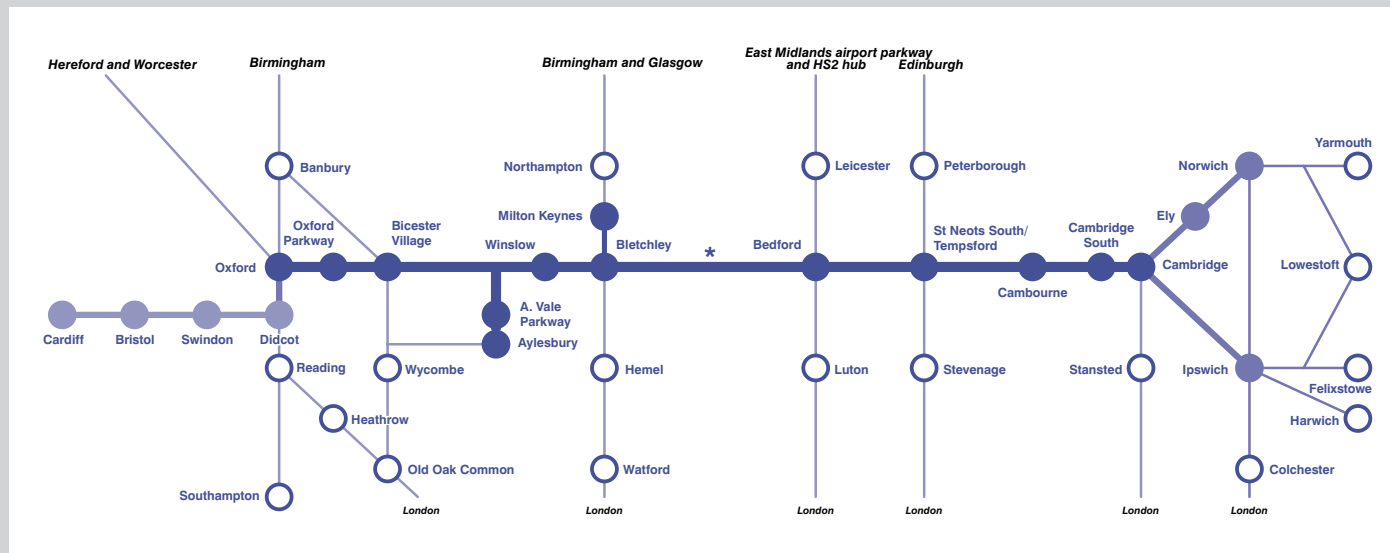 East Midlands airport parkway
and HS2 hub
Hereford and Worcester
Birmingham
Birmingham and Glasgow
Edinburgh
Yarmouth
Banbury
Northampton
Leicester
Peterborough
Norwich
Milton Keynes
Ely
Oxford
Parkway
Bicester
Village
Winslow
Bletchley
*
Bedford
St Neots South/
Tempsford
Cambridge
South
Oxford
Cambridge
Lowestoft
Cambourne
A. Vale
Parkway
Cardiff
Bristol
Swindon
Didcot
Aylesbury
Reading
Wycombe
Hemel
Luton
Stevenage
Stansted
Ipswich
Felixstowe
Heathrow
Harwich
Old Oak Common
Watford
Colchester
Southampton
London
London
London
London
London
London